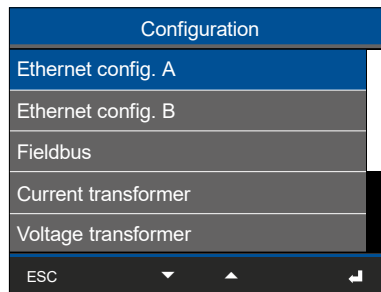 Configuration
Ethernet config. A
Ethernet config. B
Fieldbus
Current transformer
Voltage transformer
ESC